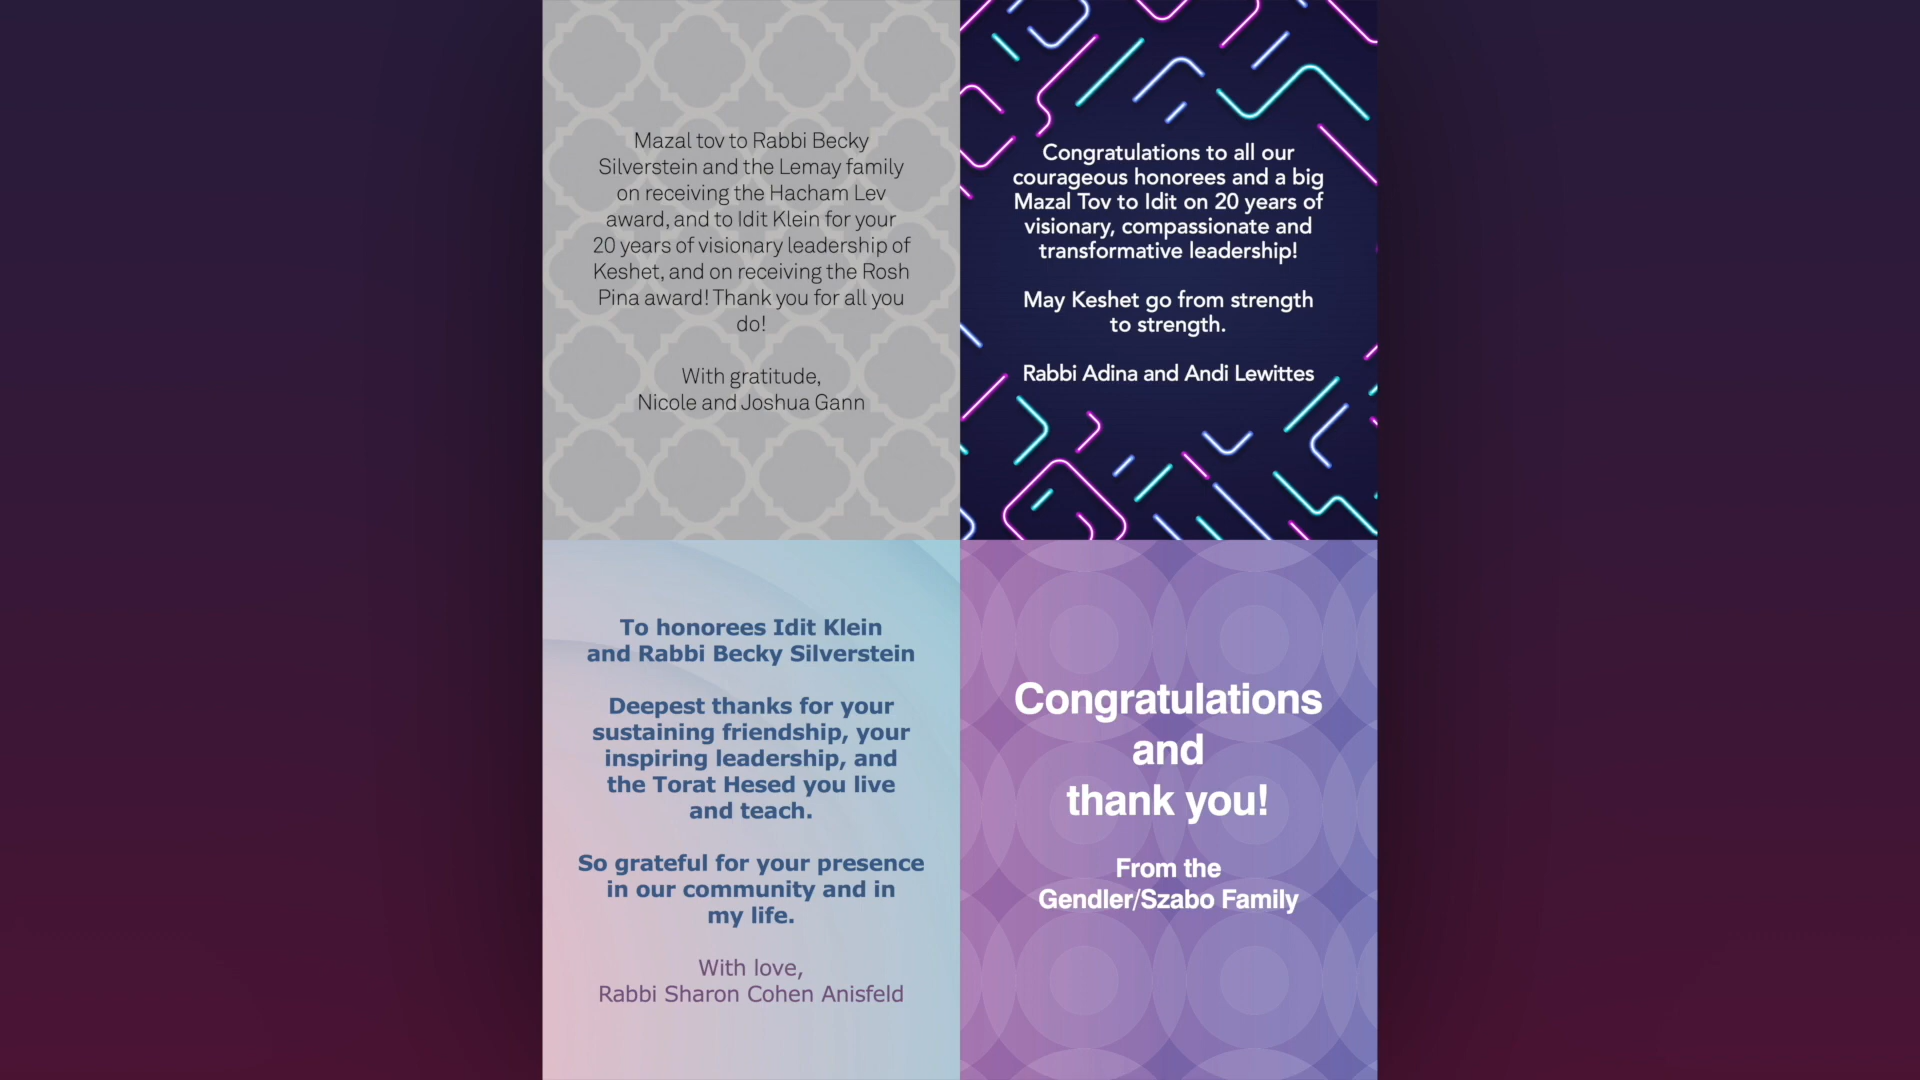 Mazal tov to Rabbi Becky
Silverstein and the Lemay family
on receiving the Hacham Lev
award, and to Idit Klein for your
20 years of visionary leadership of
Keshet, and on receiving the Rosh
Pina award! Thank you for all you
do!
With gratitude,
Nicole and Joshua Gann
Congratulations to all our
courageous honorees and a big
Mazal Tov to Idit on 20 years of
visionary, compassionate and
transformative leadership!
May Keshet go from strength
to strength.
Rabbi Adina and Andi Lewittes
To honorees Idit Klein
and Rabbi Becky Silverstein
Deepest thanks for your
sustaining friendship, your
inspiring leadership, and
the Torat Hesed you live
and teach.
So grateful for your presence
in our community and in
my life.
With love,
Rabbi Sharon Cohen Anisfeld
Congratulations
and
thank you!
From the
Gendler/Szabo Family